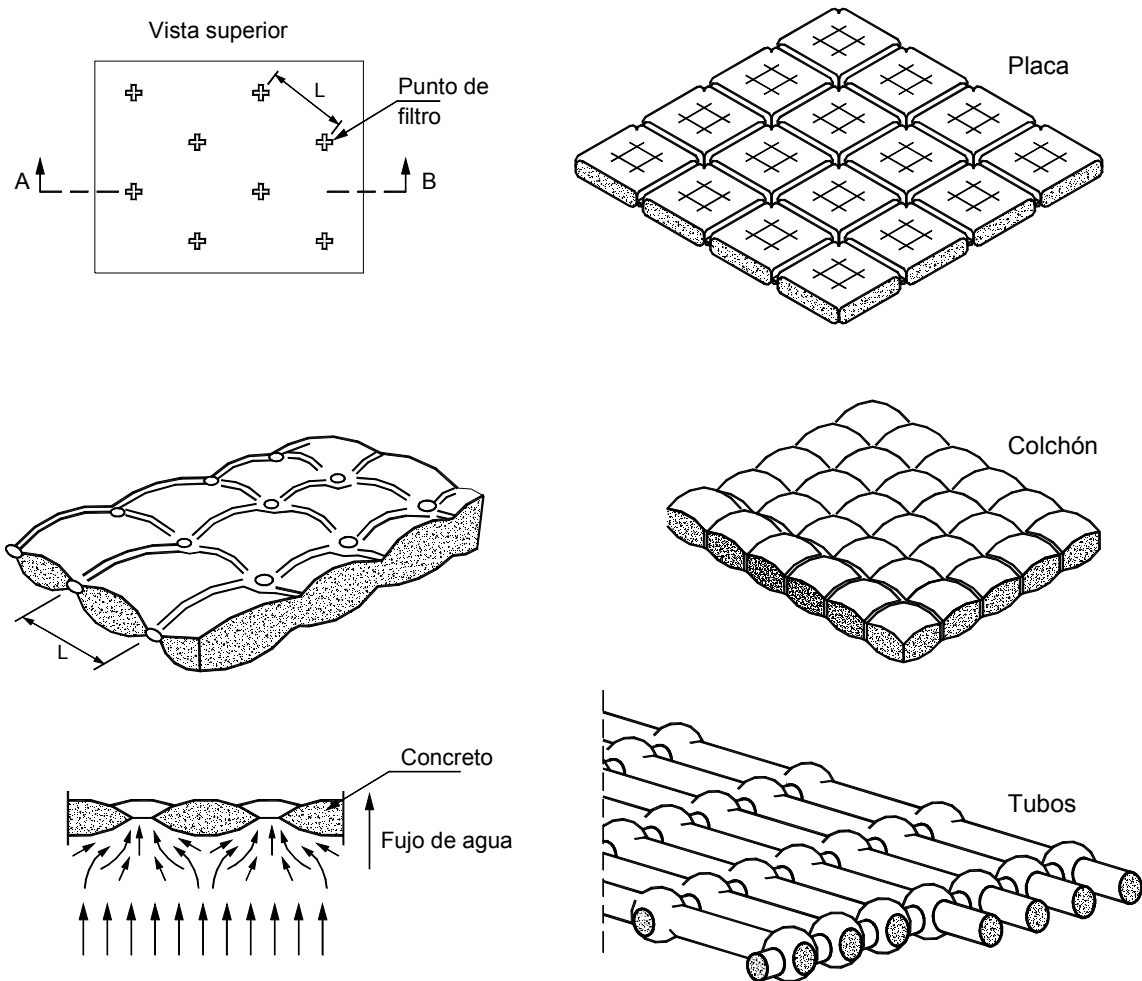 Vista superior
L
Punto de
filtro
A
B
Placa
L
Colchón
Concreto
Fujo de agua
Tubos